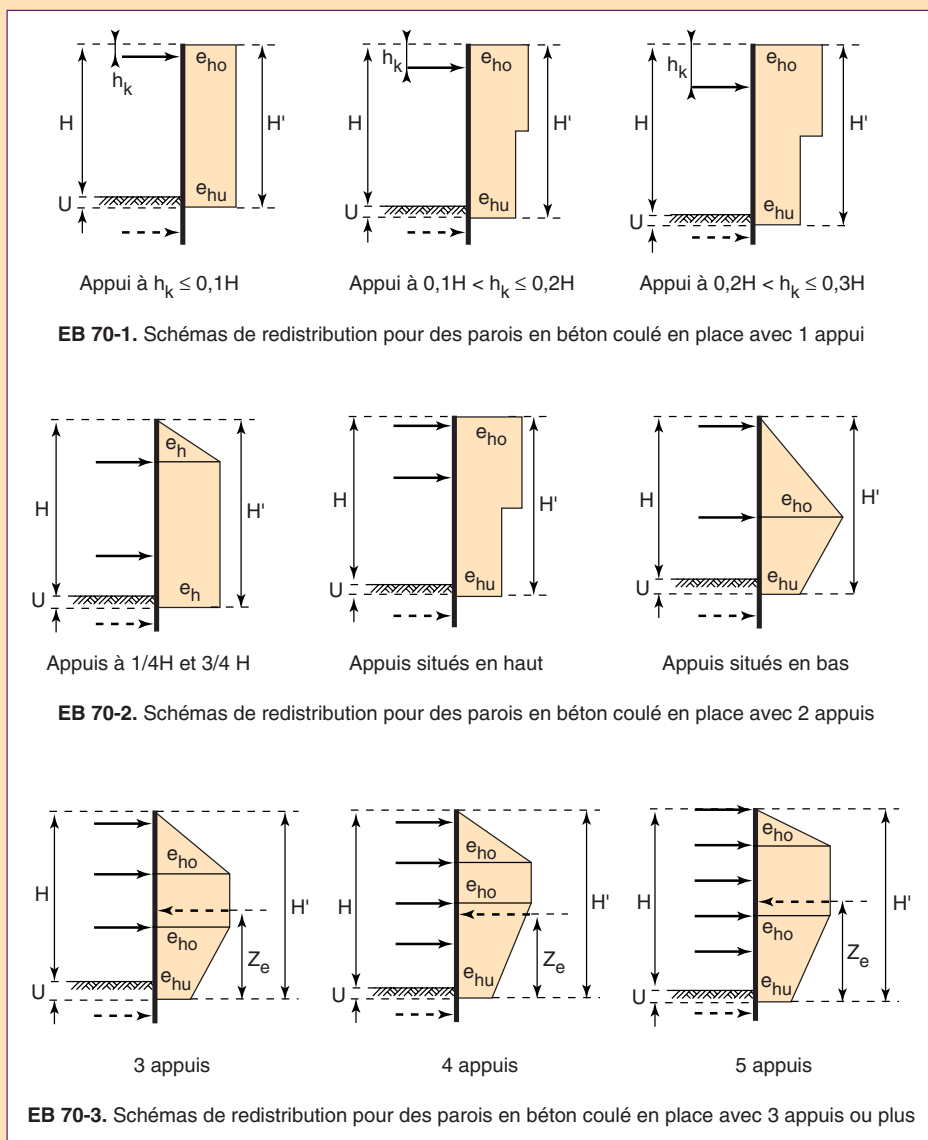 e_ho e_ho e_ho
h_k h_k h_k
H H' H H' H H'
e_hu e_hu e_hu
U U U
Appui à h_k ≤ 0,1H Appui à 0,1H < h_k ≤ 0,2H Appui à 0,2H < h_k ≤ 0,3H
EB 70-1. Schémas de redistribution pour des parois en béton coulé en place avec 1 appui
e_h e_ho
H H' H H' H e_ho H'
e_h e_hu e_hu
U U U
Appuis à 1/4H et 3/4 H Appuis situés en haut Appuis situés en bas
EB 70-2. Schémas de redistribution pour des parois en béton coulé en place avec 2 appuis
e_ho e_ho e_ho
H e_ho H' H e_ho H' H e_ho H'
Z_e Z_e Z_e
e_hu e_hu e_hu
U U U
3 appuis 4 appuis 5 appuis
EB 70-3. Schémas de redistribution pour des parois en béton coulé en place avec 3 appuis ou plus